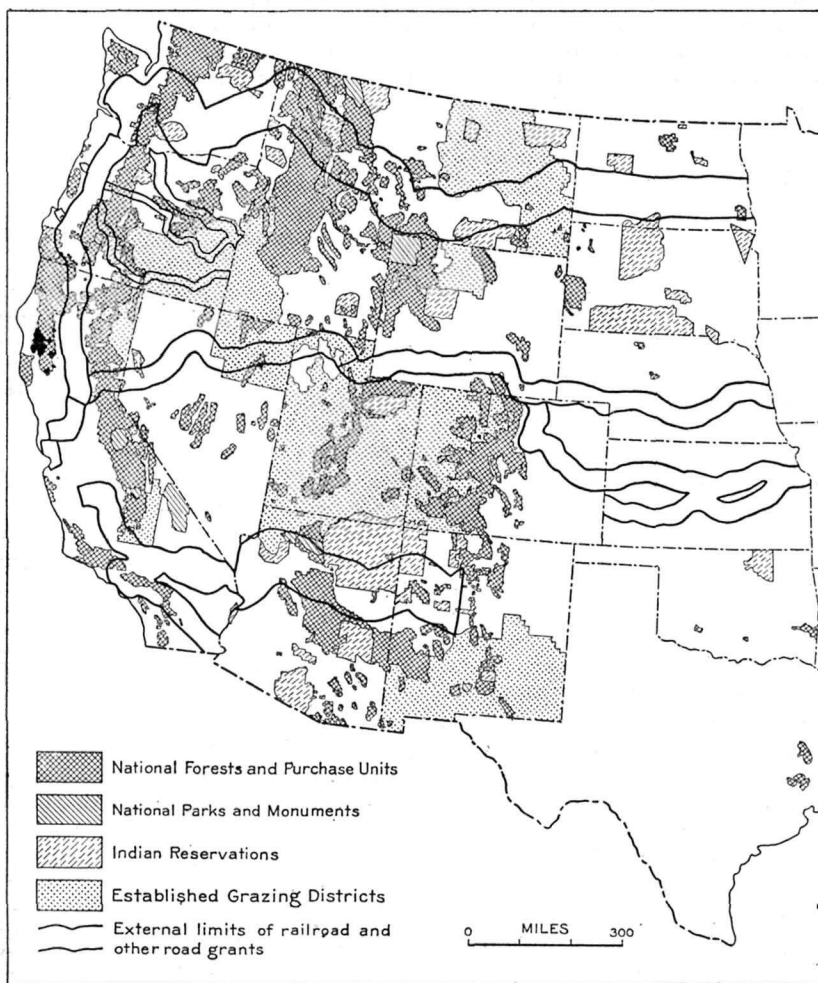 National Forests and Purchase Units
National Parks and Monuments
Indian Reservations
Established Grazing Districts
External limits of railroad and
other road grants
0 MILES 300